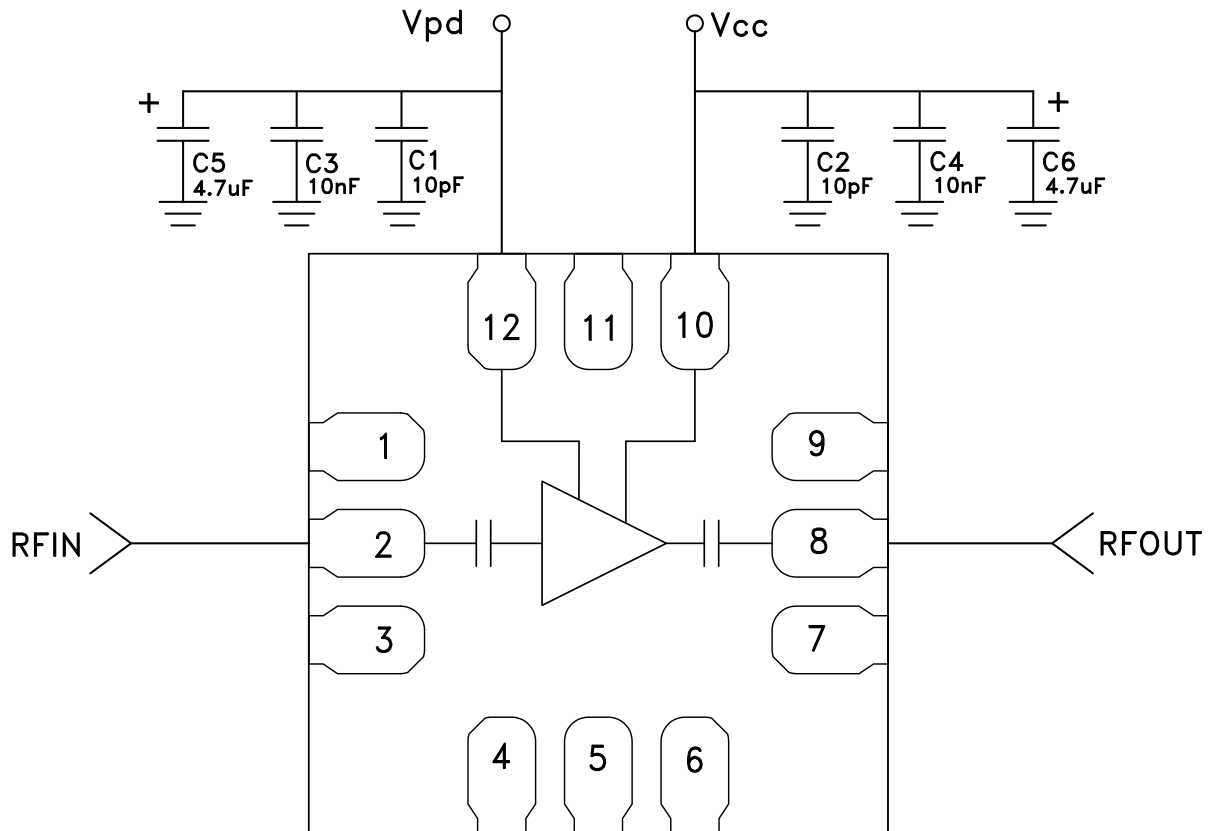 Vpd
Vcc
+
+
C5
4.7uF
C3
10nF
C1
10pF
C2
10pF
C4
10nF
C6
4.7uF
12
11
10
1
9
RFIN
2
8
RFOUT
3
7
4
5
6